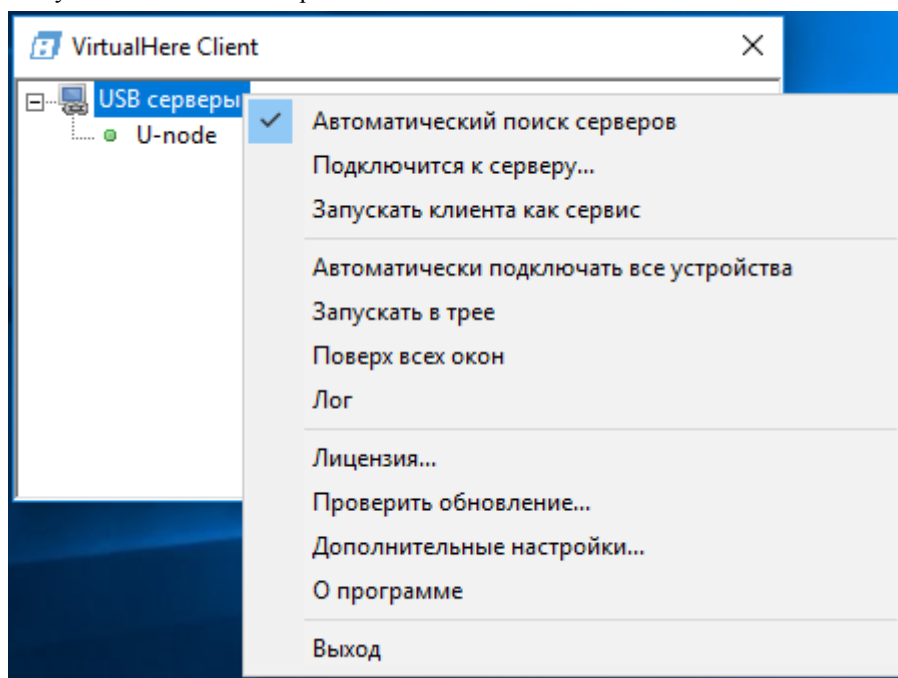 VirtualHere Client
USB серверы
U-node
Автоматический поиск серверов
Подключится к серверу...
Запускать клиента как сервис
Автоматически подключать все устройства
Запускать в трее
Поверх всех окон
Лог
Лицензия...
Проверить обновление...
Дополнительные настройки...
О программе
Выход